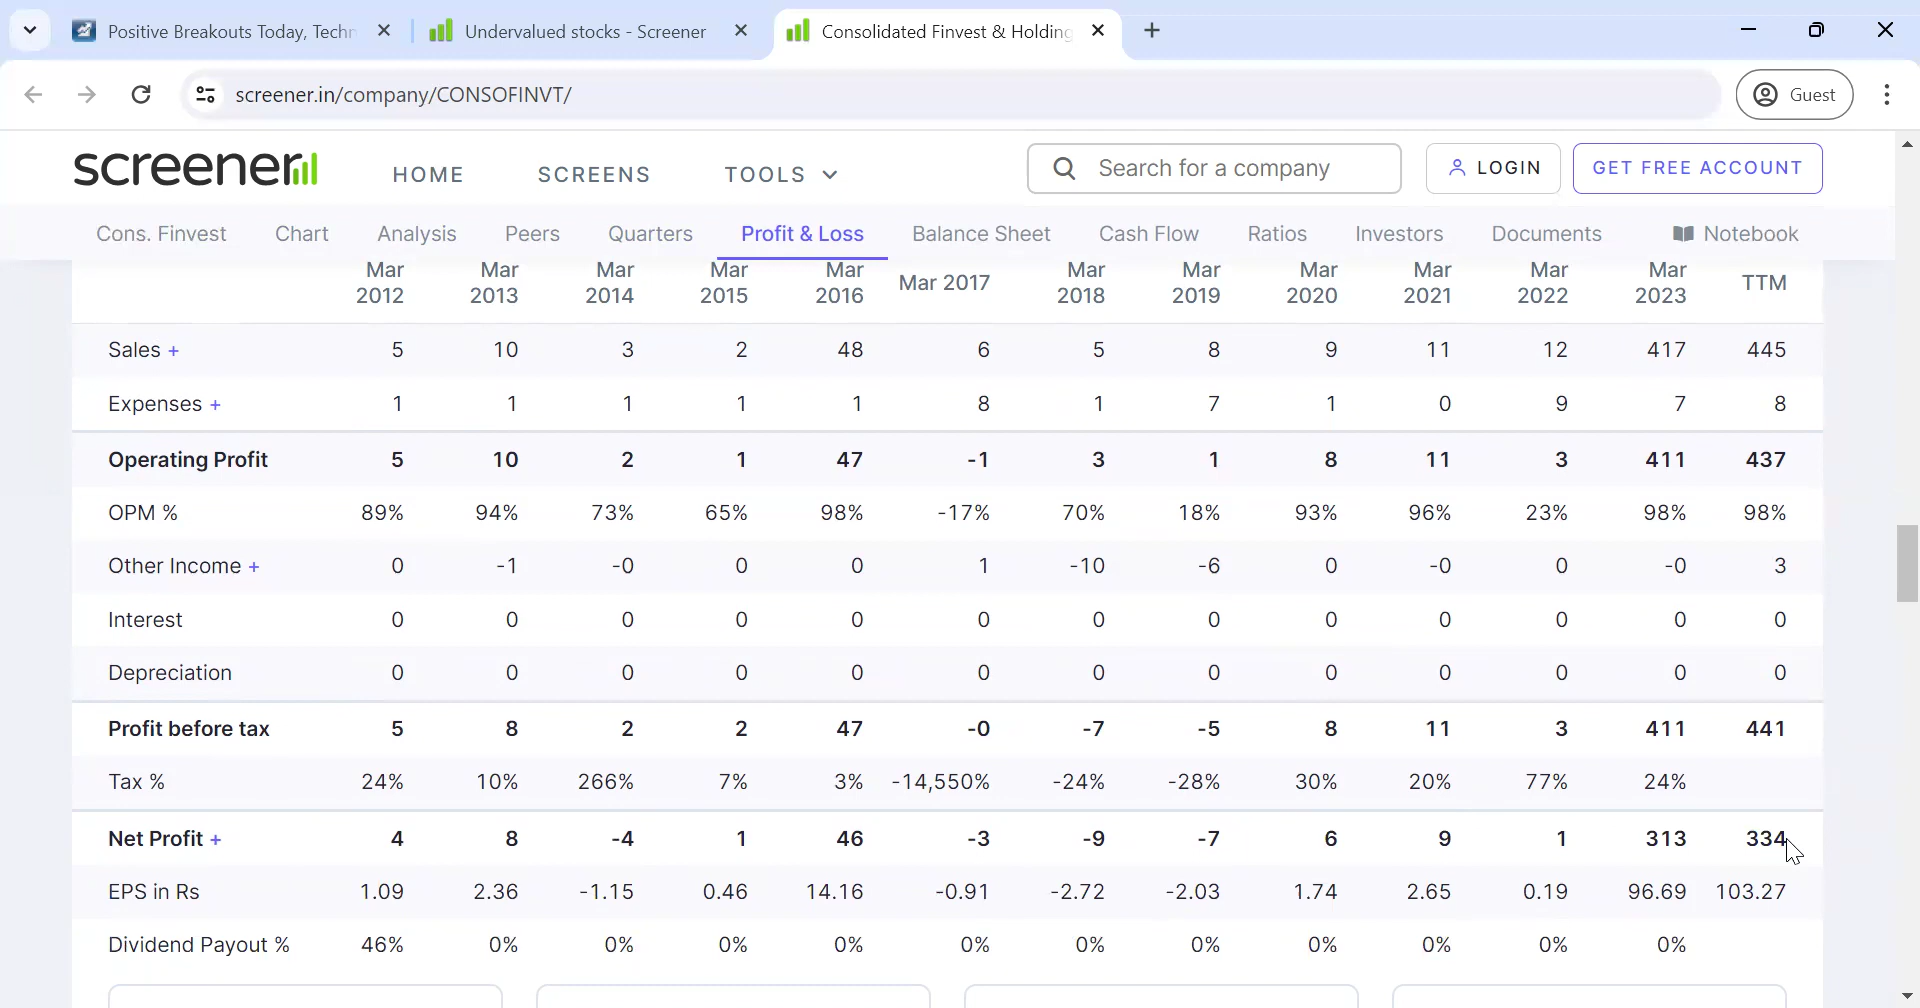 Positive Breakouts Today, Techn
Undervalued stocks - Screener
Consolidated Finvest & Holding
screener.in/company/CONSOFINVT/
Guest
screener
HOME
SCREENS
TOOLS
Search for a company
LOGIN
GET FREE ACCOUNT
Cons. Finvest Chart Analysis Peers Quarters Profit & Loss Balance Sheet Cash Flow Ratios Investors Documents Notebook
Mar 2012 Mar 2013 Mar 2014 Mar 2015 Mar 2016 Mar 2017 Mar 2018 Mar 2019 Mar 2020 Mar 2021 Mar 2022 Mar 2023 TTM
Sales + 5 10 3 2 48 6 5 8 9 11 12 417 445
Expenses + 1 1 1 1 1 8 1 7 1 0 9 7 8
Operating Profit 5 10 2 1 47 -1 3 1 8 11 3 411 437
OPM % 89% 94% 73% 65% 98% -17% 70% 18% 93% 96% 23% 98% 98%
Other Income + 0 -1 -0 0 0 1 -10 -6 0 -0 0 -0 3
Interest 0 0 0 0 0 0 0 0 0 0 0 0 0
Depreciation 0 0 0 0 0 0 0 0 0 0 0 0 0
Profit before tax 5 8 2 2 47 -0 -7 -5 8 11 3 411 441
Tax % 24% 10% 266% 7% 3% -14,550% -24% -28% 30% 20% 77% 24%
Net Profit + 4 8 -4 1 46 -3 -9 -7 6 9 1 313 334
EPS in Rs 1.09 2.36 -1.15 0.46 14.16 -0.91 -2.72 -2.03 1.74 2.65 0.19 96.69 103.27
Dividend Payout % 46% 0% 0% 0% 0% 0% 0% 0% 0% 0% 0% 0%